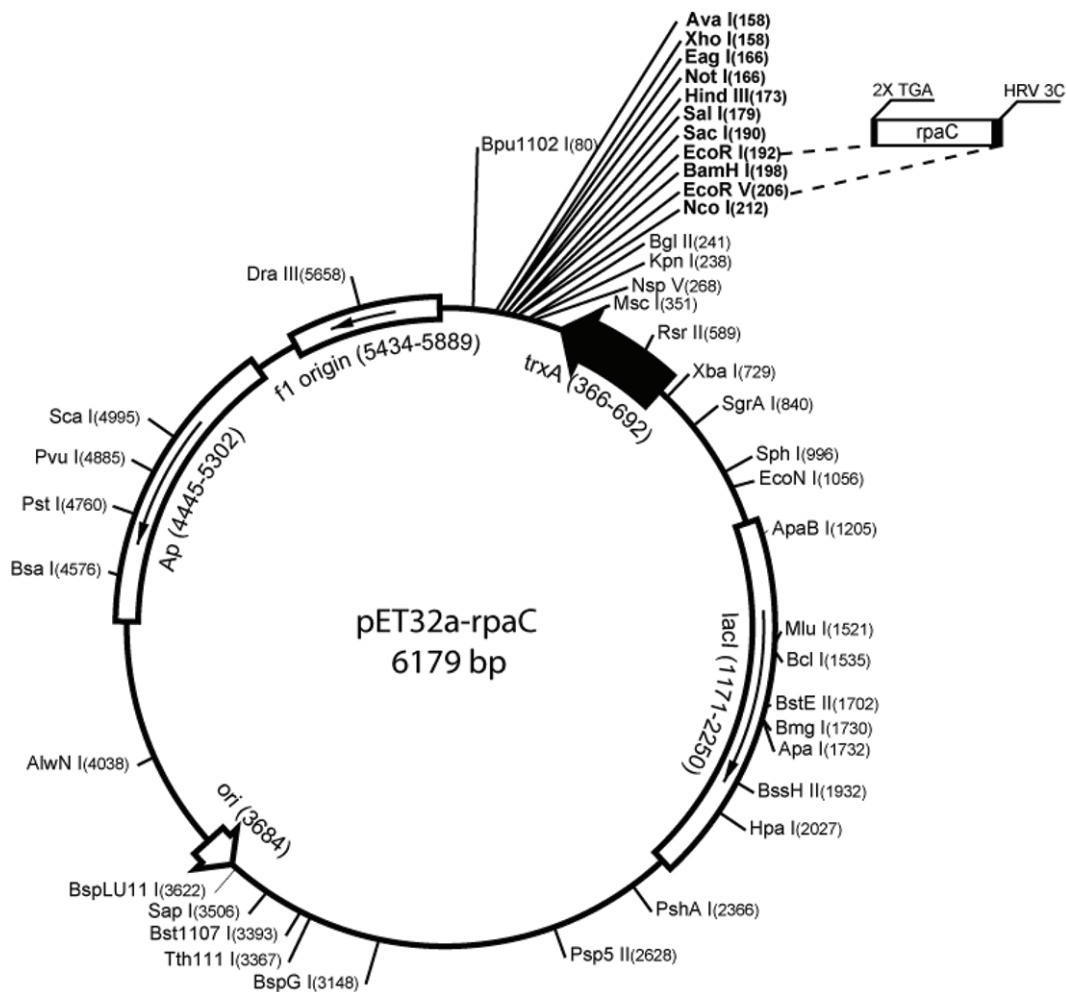 Ava I(158)
Xho I(158)
Eag I(166)
Not I(166)
Hind III(173)
Sal I(179)
Sac I(190)
EcoR I(192)
BamH I(198)
EcoR V(206)
Nco I(212)
2X TGA
HRV 3C
rpaC
Bpu1102 I(80)
Bgl II(241)
Kpn I(238)
Nsp V(268)
Msc I(351)
Rsr II(589)
Xba I(729)
SgrA I(840)
Sph I(996)
EcoN I(1056)
ApaB I(1205)
Mlu I(1521)
Bcl I(1535)
BstE II(1702)
Bmg I(1730)
Apa I(1732)
BssH II(1932)
Hpa I(2027)
PshA I(2366)
Psp5 II(2628)
BspG I(3148)
Tth111 I(3367)
Bst1107 I(3393)
Sap I(3506)
BspLU11 I(3622)
AlwN I(4038)
Bsa I(4576)
Pst I(4760)
Pvu I(4885)
Sca I(4995)
Dra III(5658)
f1 origin (5434-5889)
trxA (366-692)
lacI (1171-2250)
ori (3684)
Ap (4445-5302)
pET32a-rpaC
6179 bp